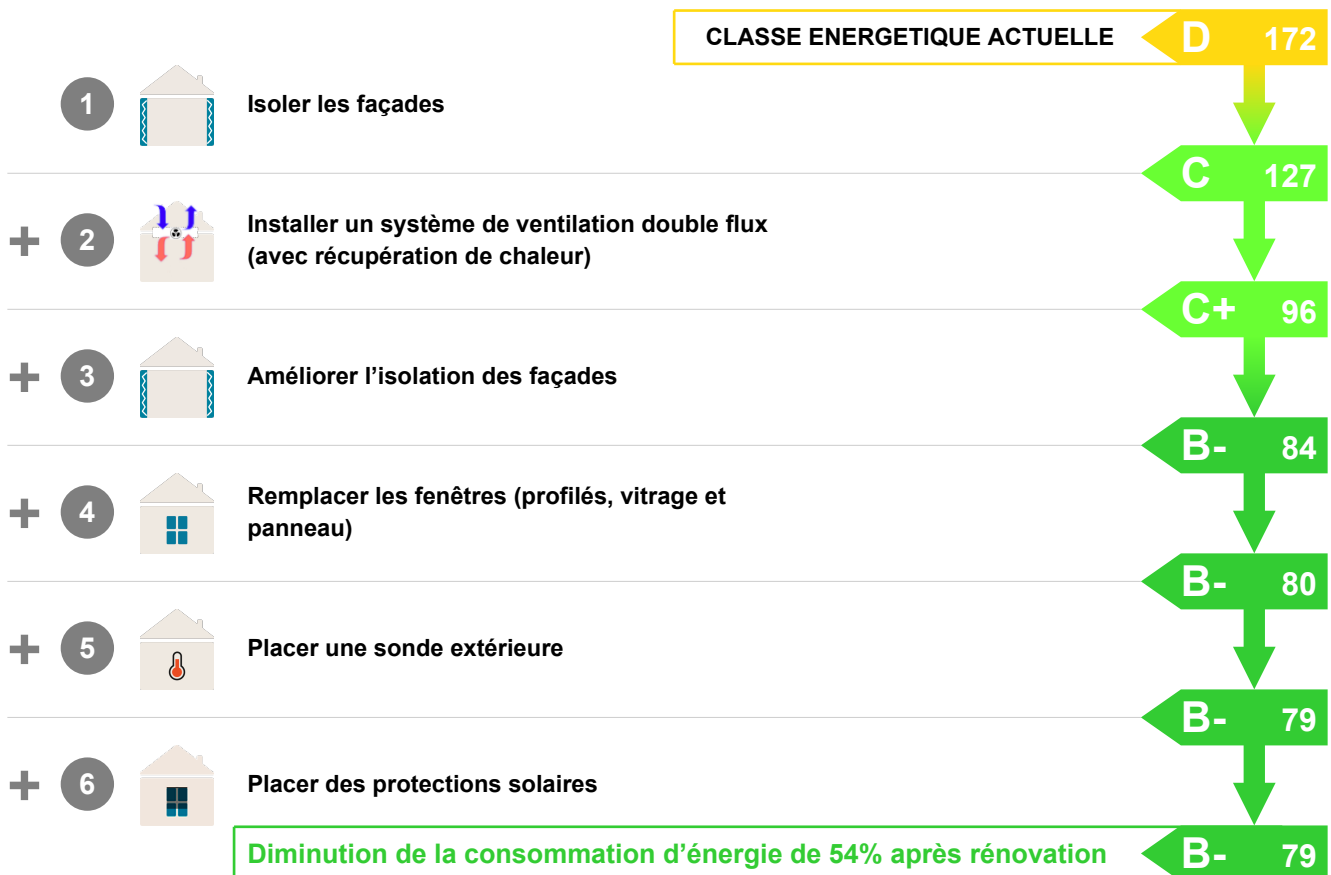 CLASSE ENERGETIQUE ACTUELLE D 172
1 Isoler les façades
C 127
+ 2 Installer un système de ventilation double flux
(avec récupération de chaleur)
C+ 96
+ 3 Améliorer l’isolation des façades
B- 84
+ 4 Remplacer les fenêtres (profilés, vitrage et
panneau)
B- 80
+ 5 Placer une sonde extérieure
B- 79
+ 6 Placer des protections solaires
Diminution de la consommation d’énergie de 54% après rénovation B- 79